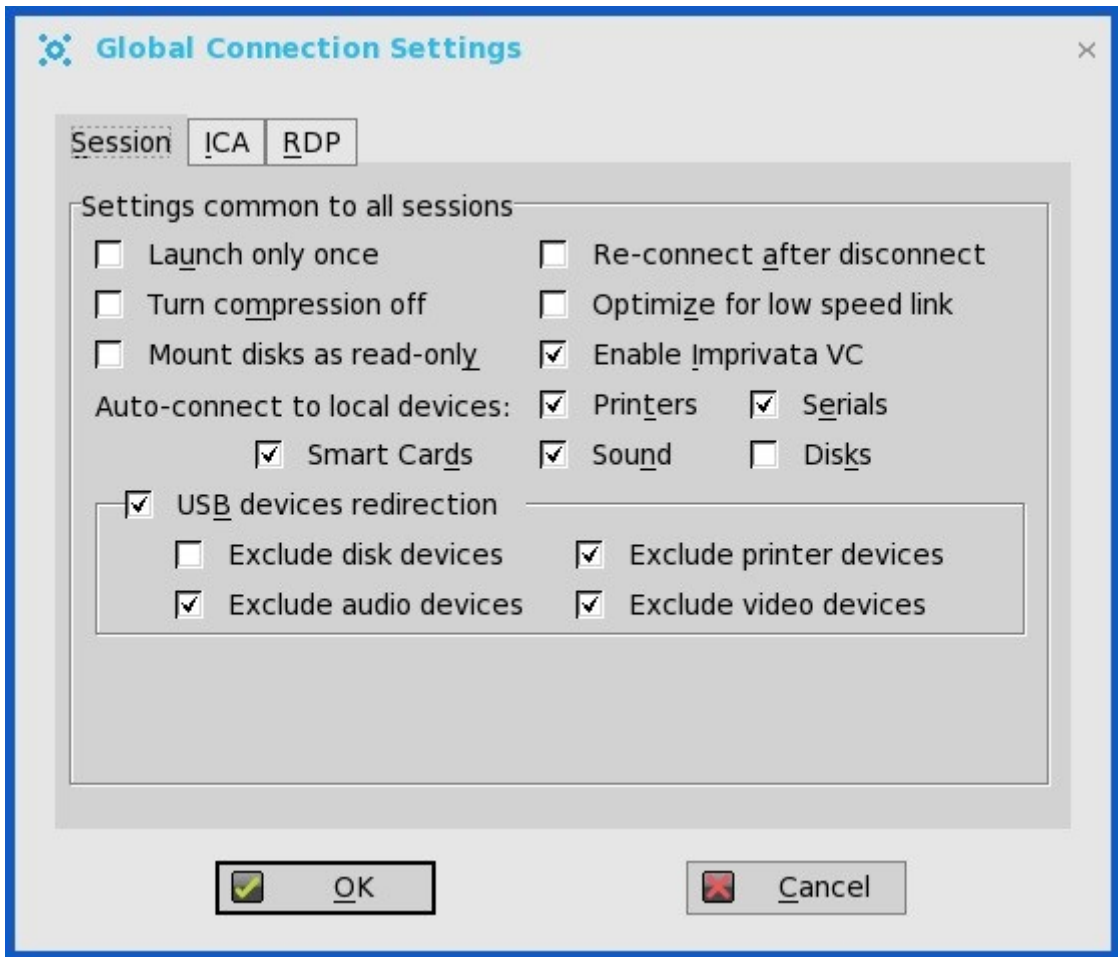 Global Connection Settings
Session ICA RDP
Settings common to all sessions
Launch only once Re-connect after disconnect
Turn compression off Optimize for low speed link
Mount disks as read-only Enable Imprivata VC
Auto-connect to local devices: Printers Serials
Smart Cards Sound Disks
USB devices redirection
Exclude disk devices Exclude printer devices
Exclude audio devices Exclude video devices
OK Cancel